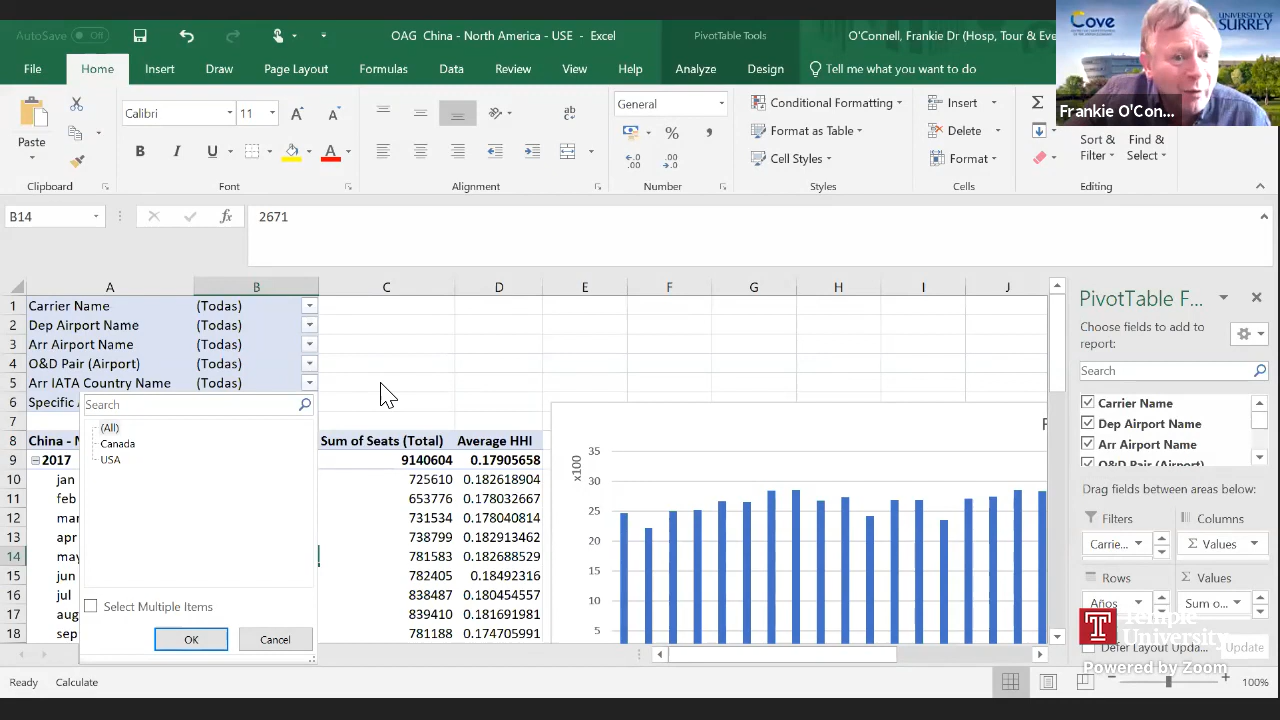 AutoSave Off
OAG China - North America - USE - Excel
PivotTable Tools
O'Connell, Frankie Dr (Hosp, Tour & Eve
Cove
UNIVERSITY OF
SURREY
Frankie O'Con...
File
Home
Insert
Draw
Page Layout
Formulas
Data
Review
View
Help
Analyze
Design
Tell me what you want to do
Paste
Calibri
11
General
Conditional Formatting
Format as Table
Cell Styles
Insert
Delete
Format
Sort &
Filter
Find &
Select
Clipboard
Font
Alignment
Number
Styles
Cells
Editing
B14
fx
2671
A B C D E F G H I J
1 Carrier Name (Todas)
2 Dep Airport Name (Todas)
3 Arr Airport Name (Todas)
4 O&D Pair (Airport) (Todas)
5 Arr IATA Country Name (Todas)
6 Specific A
7
Search
(All)
Canada
USA
Select Multiple Items
OK
Cancel
8 China - N Sum of Seats (Total) Average HHI
9 2017 9140604 0.17905658
10 jan 725610 0.182618904
11 feb 653776 0.178032667
12 mar 731534 0.178040814
13 apr 738799 0.182913462
14 may 781583 0.182688529
15 jun 782405 0.18492316
16 jul 838487 0.180454557
17 aug 839410 0.181691981
18 sep 781188 0.174705991
x100
35
30
25
20
15
10
5
PivotTable F...
Choose fields to add to
report:
Search
Carrier Name
Dep Airport Name
Arr Airport Name
O&D Pair (Airport)
Drag fields between areas below:
Filters
Columns
Carrie...
Values
Rows
Values
Años
Sum o...
Defer Layout Upda...
Update
Temple
University
Powered by Zoom
Ready
Calculate
100%